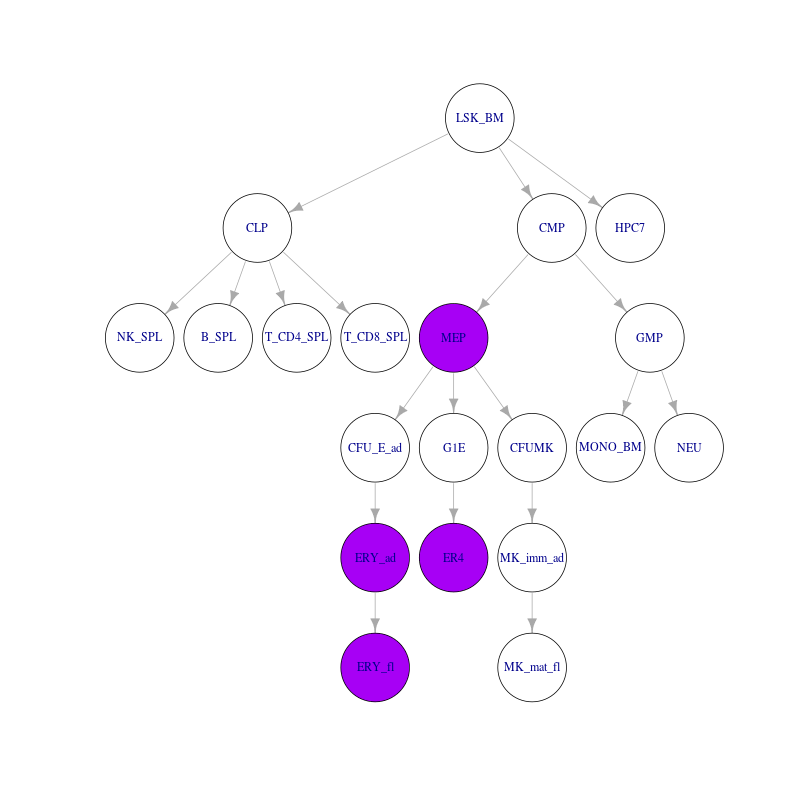 LSK_BM
CLP
CMP
HPC7
NK_SPL
B_SPL
T_CD4_SPL
T_CD8_SPL
MEP
GMP
CFU_E_ad
G1E
CFUMK
MONO_BM
NEU
ERY_ad
ER4
MK_imm_ad
ERY_fl
MK_mat_fl